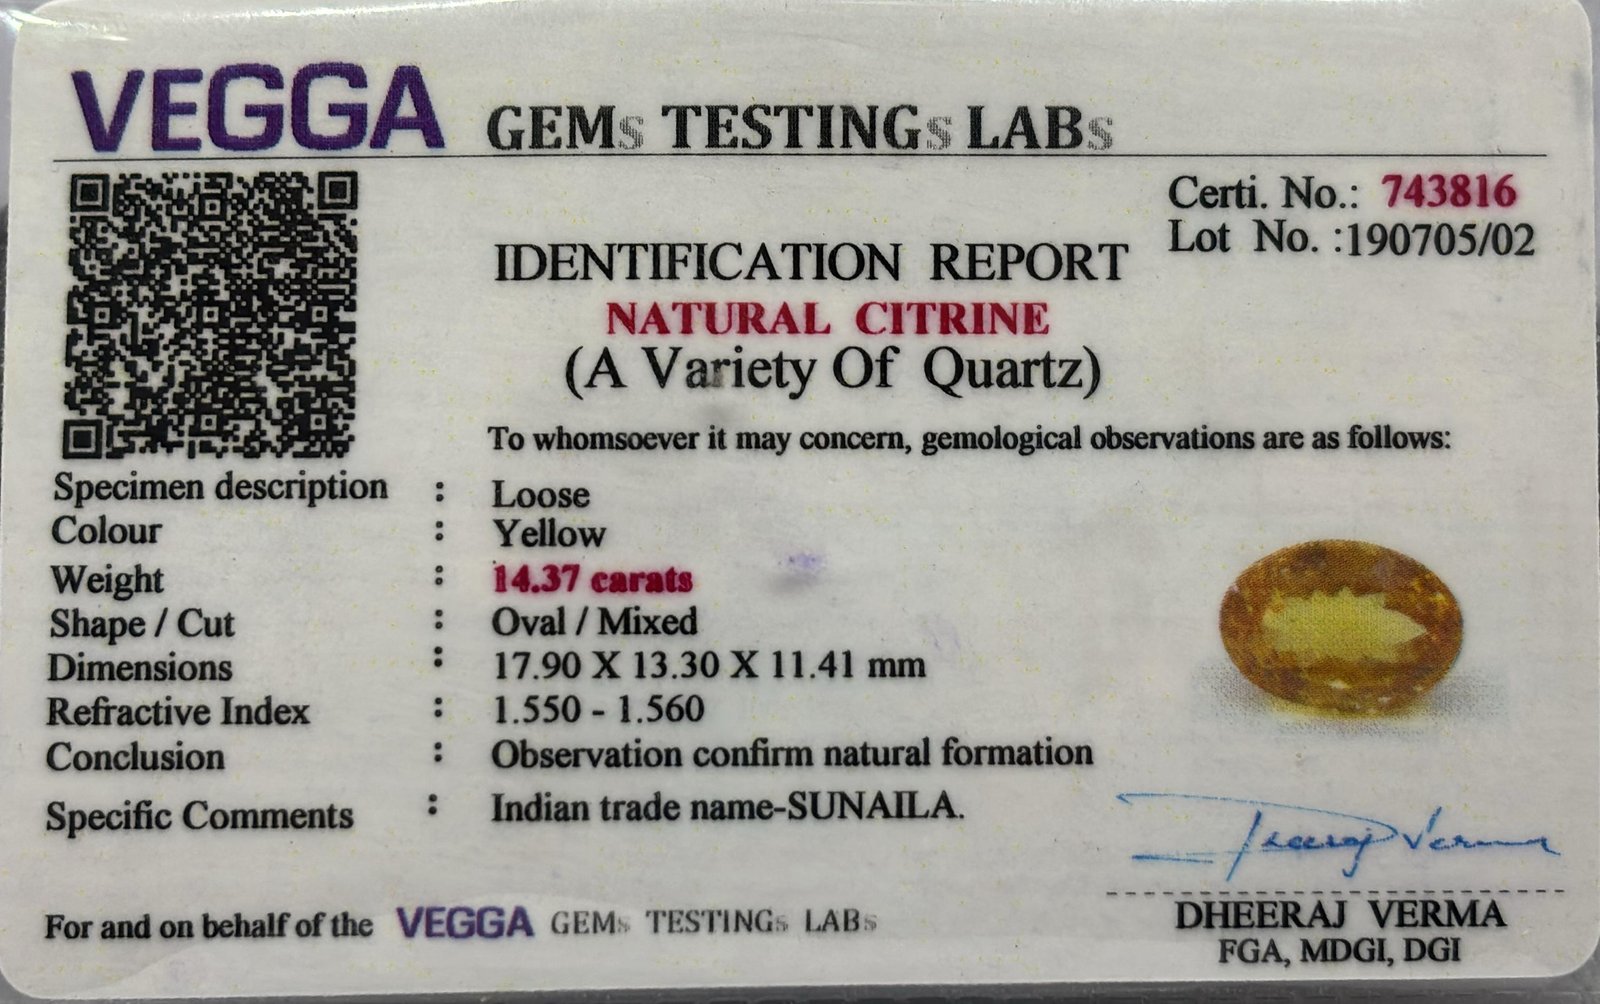 VEGGA GEMs TESTINGs LABs
Certi. No.: 743816
Lot No. :190705/02
IDENTIFICATION REPORT
NATURAL CITRINE
(A Variety Of Quartz)
To whomsoever it may concern, gemological observations are as follows:
Specimen description : Loose
Colour : Yellow
Weight : 14.37 carats
Shape / Cut : Oval / Mixed
Dimensions : 17.90 X 13.30 X 11.41 mm
Refractive Index : 1.550 - 1.560
Conclusion : Observation confirm natural formation
Specific Comments : Indian trade name-SUNAILA.
Dheeraj Verma
For and on behalf of the VEGGA GEMs TESTINGs LABs
DHEERAJ VERMA
FGA, MDGI, DGI